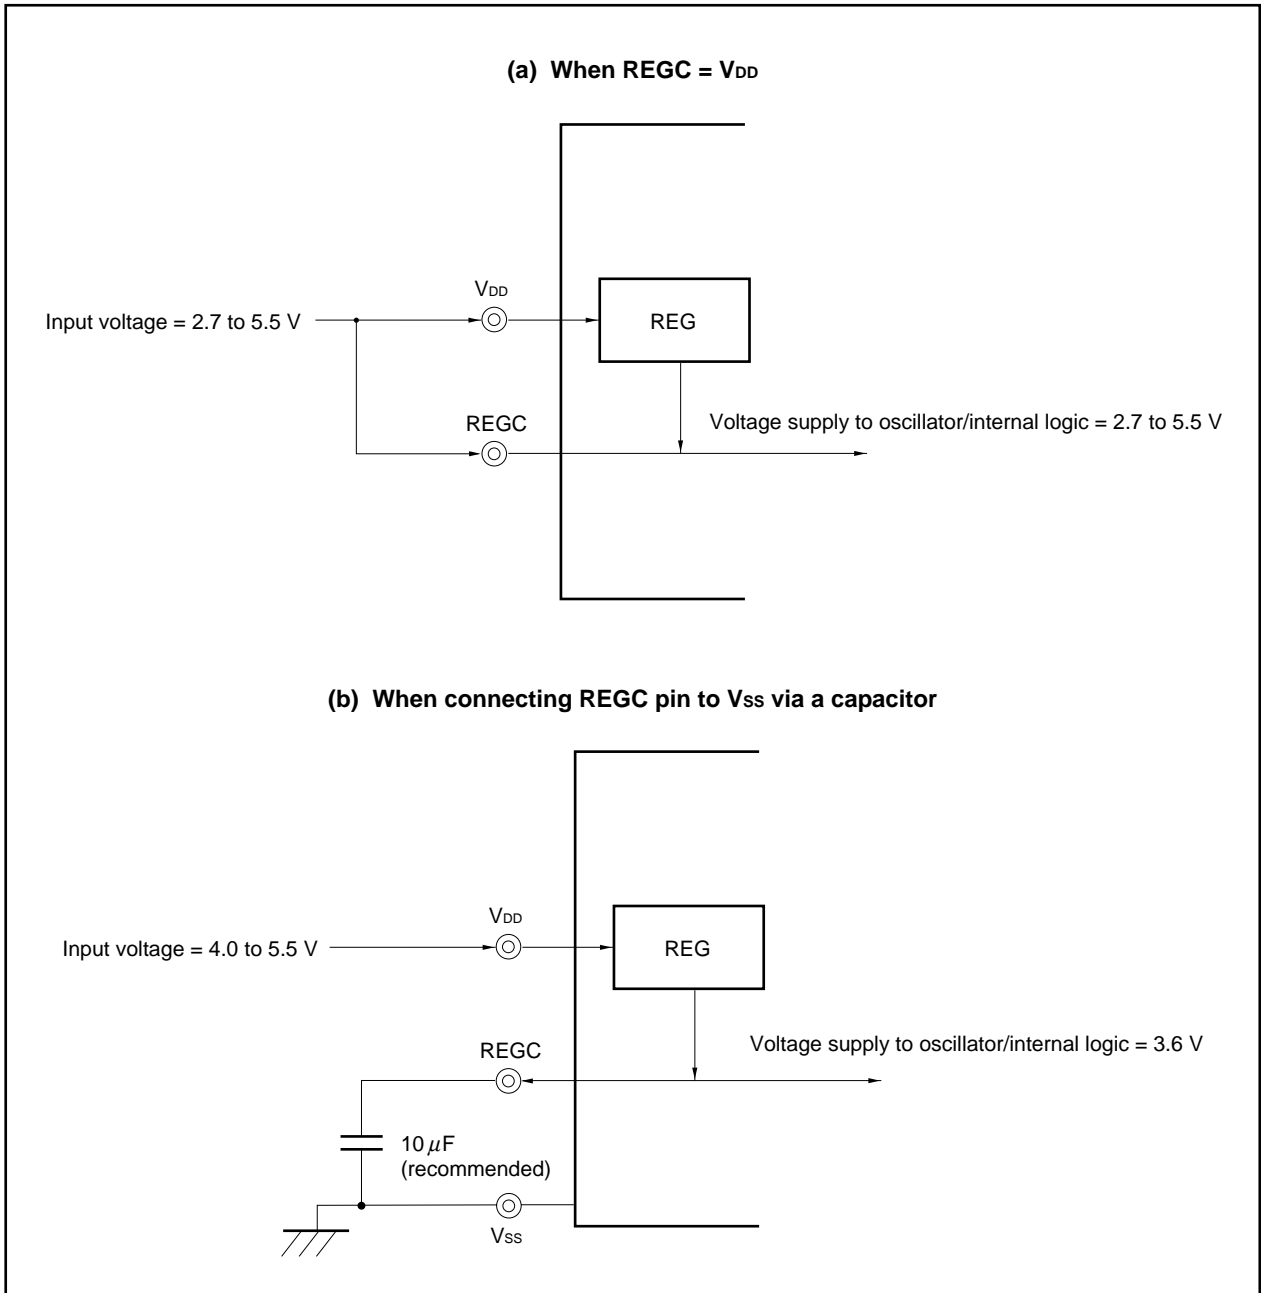 (a) When REGC = VDD
VDD
Input voltage = 2.7 to 5.5 V
REG
REGC
Voltage supply to oscillator/internal logic = 2.7 to 5.5 V
(b) When connecting REGC pin to VSS via a capacitor
VDD
Input voltage = 4.0 to 5.5 V
REG
REGC
Voltage supply to oscillator/internal logic = 3.6 V
10 μF
(recommended)
VSS